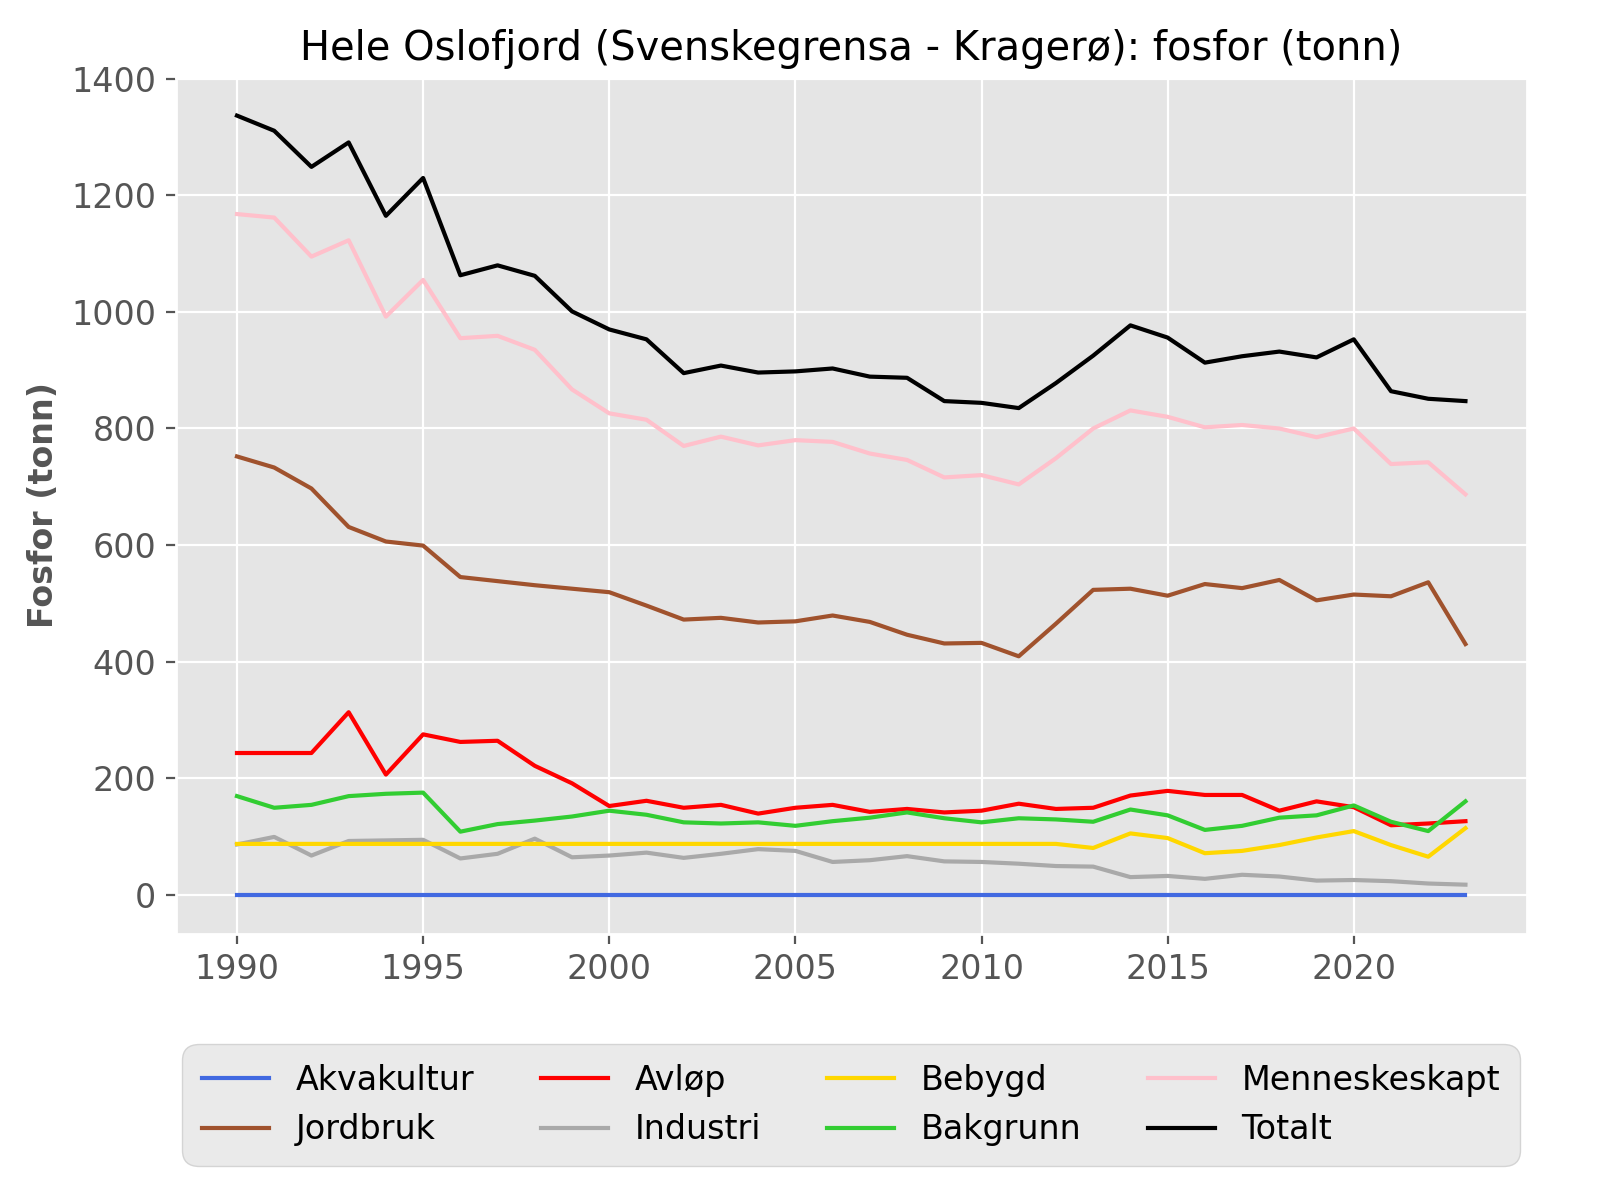 Hele Oslofjord (Svenskegrensa - Kragerø): fosfor (tonn)
Fosfor (tonn)
1400
1200
1000
800
600
400
200
0
1990 1995 2000 2005 2010 2015 2020
Akvakultur Avløp Bebygd Menneskeskapt
Jordbruk Industri Bakgrunn Totalt